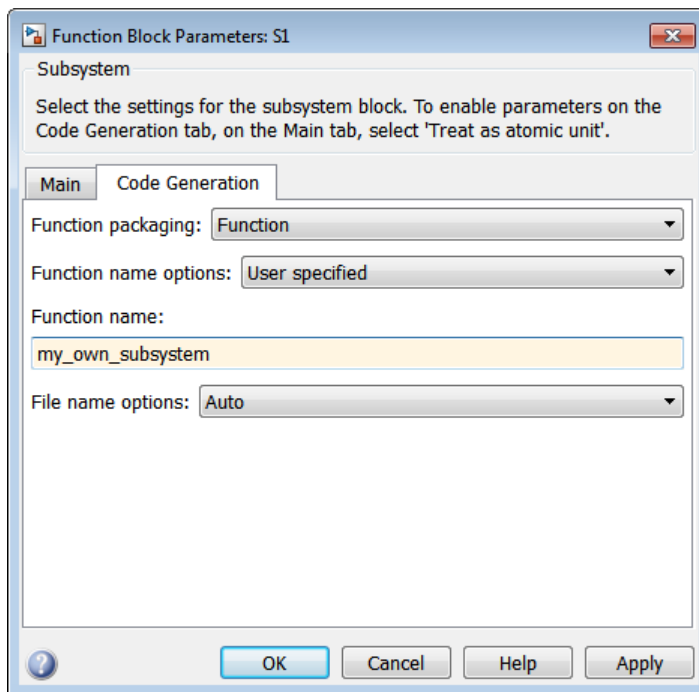 Function Block Parameters: S1
Subsystem
Select the settings for the subsystem block. To enable parameters on the
Code Generation tab, on the Main tab, select 'Treat as atomic unit'.
Main Code Generation
Function packaging: Function
Function name options: User specified
Function name:
my_own_subsystem
File name options: Auto
? OK Cancel Help Apply